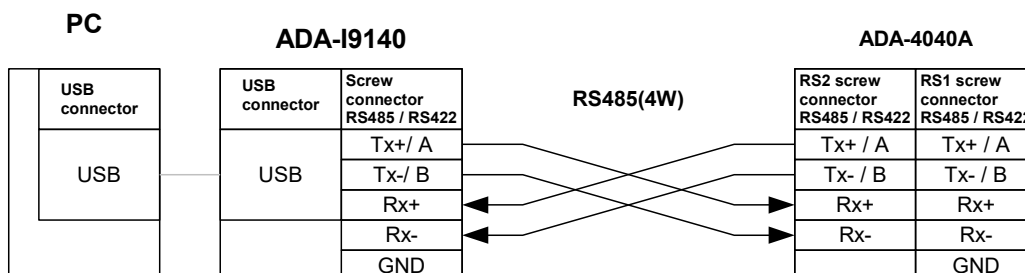 PC
ADA-I9140
ADA-4040A
RS485(4W)
USB
connector
USB
USB
connector
USB
Screw
connector
RS485 / RS422
Tx+/ A
Tx-/ B
Rx+
Rx-
GND
RS2 screw
connector
RS485 / RS422
Tx+ / A
Tx- / B
Rx+
Rx-
RS1 screw
connector
RS485 / RS422
Tx+ / A
Tx- / B
Rx+
Rx-
GND